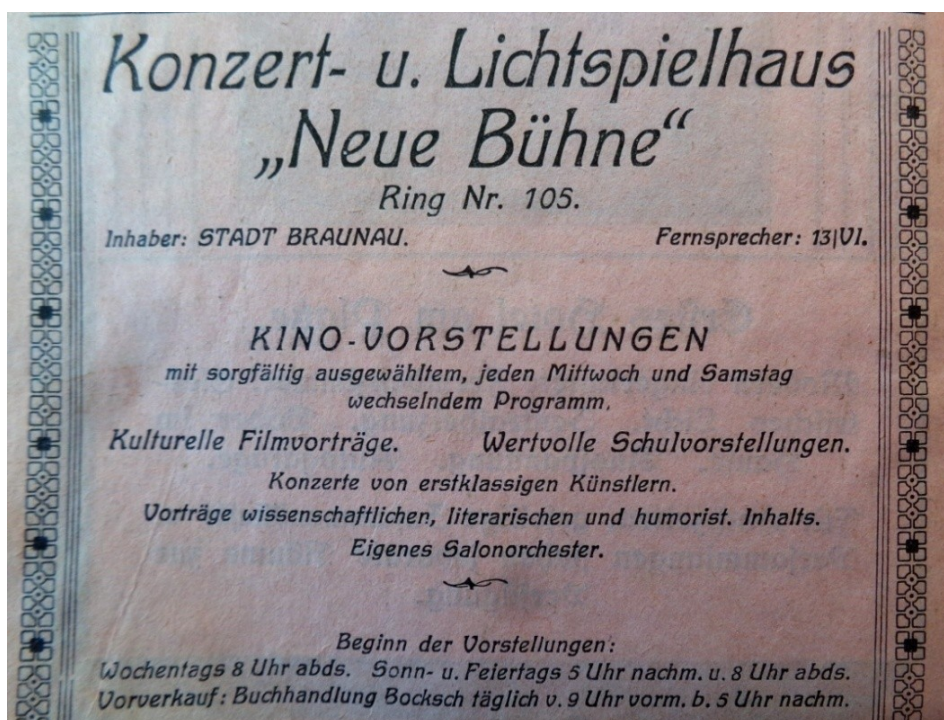 Konzert- u. Lichtspielhaus
„Neue Bühne“
Ring Nr. 105.
Inhaber: STADT BRAUNAU. Fernsprecher: 13|VI.
KINO-VORSTELLUNGEN
mit sorgfältig ausgewähltem, jeden Mittwoch und Samstag
wechselndem Programm.
Kulturelle Filmvorträge. Wertvolle Schulvorstellungen.
Konzerte von erstklassigen Künstlern.
Vorträge wissenschaftlichen, literarischen und humorist. Inhalts.
Eigenes Salonorchester.
Beginn der Vorstellungen:
Wochentags 8 Uhr abds. Sonn- u. Feiertags 5 Uhr nachm. u. 8 Uhr abds.
Vorverkauf: Buchhandlung Bocksch täglich v. 9 Uhr vorm. b. 5 Uhr nachm.